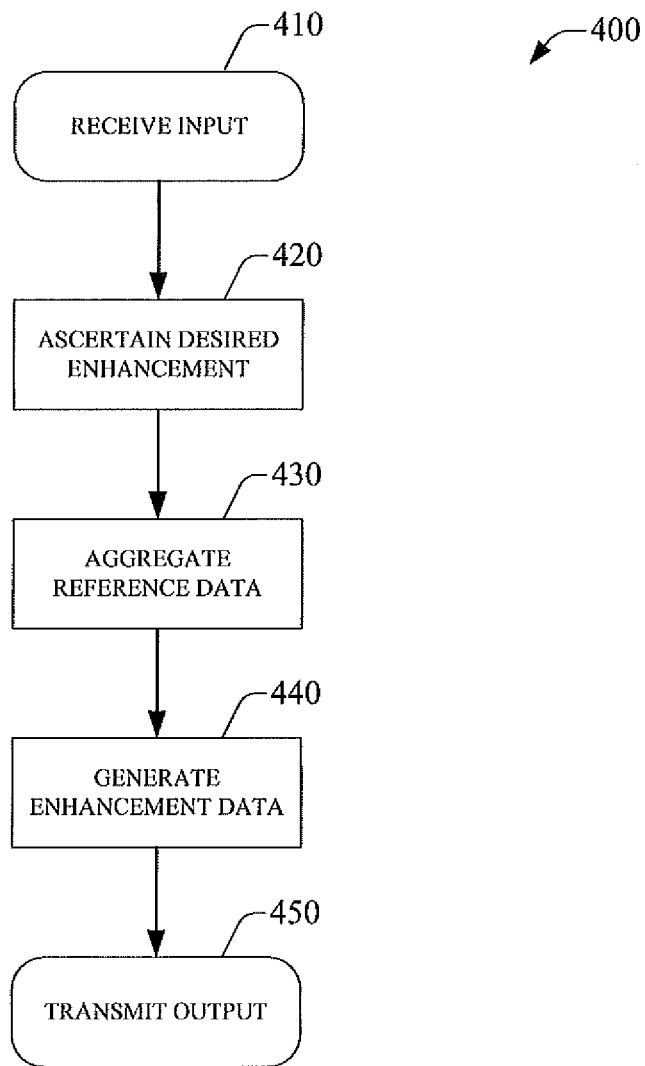 410
400
RECEIVE INPUT
420
ASCERTAIN DESIRED
ENHANCEMENT
430
AGGREGATE
REFERENCE DATA
440
GENERATE
ENHANCEMENT DATA
450
TRANSMIT OUTPUT